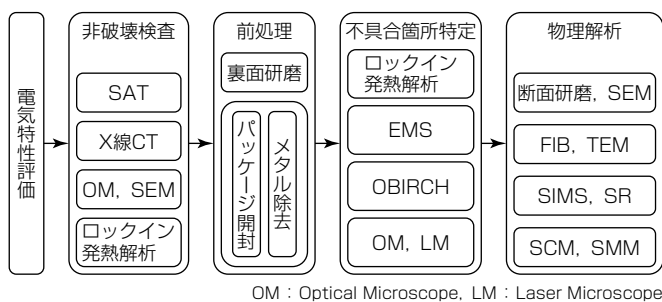 電気特性評価
非破壊検査
SAT
X線CT
OM, SEM
ロックイン
発熱解析
前処理
裏面研磨
パッケージ開封
メタル除去
不具合箇所特定
ロックイン
発熱解析
EMS
OBIRCH
OM, LM
物理解析
断面研磨, SEM
FIB, TEM
SIMS, SR
SCM, SMM
OM：Optical Microscope, LM：Laser Microscope